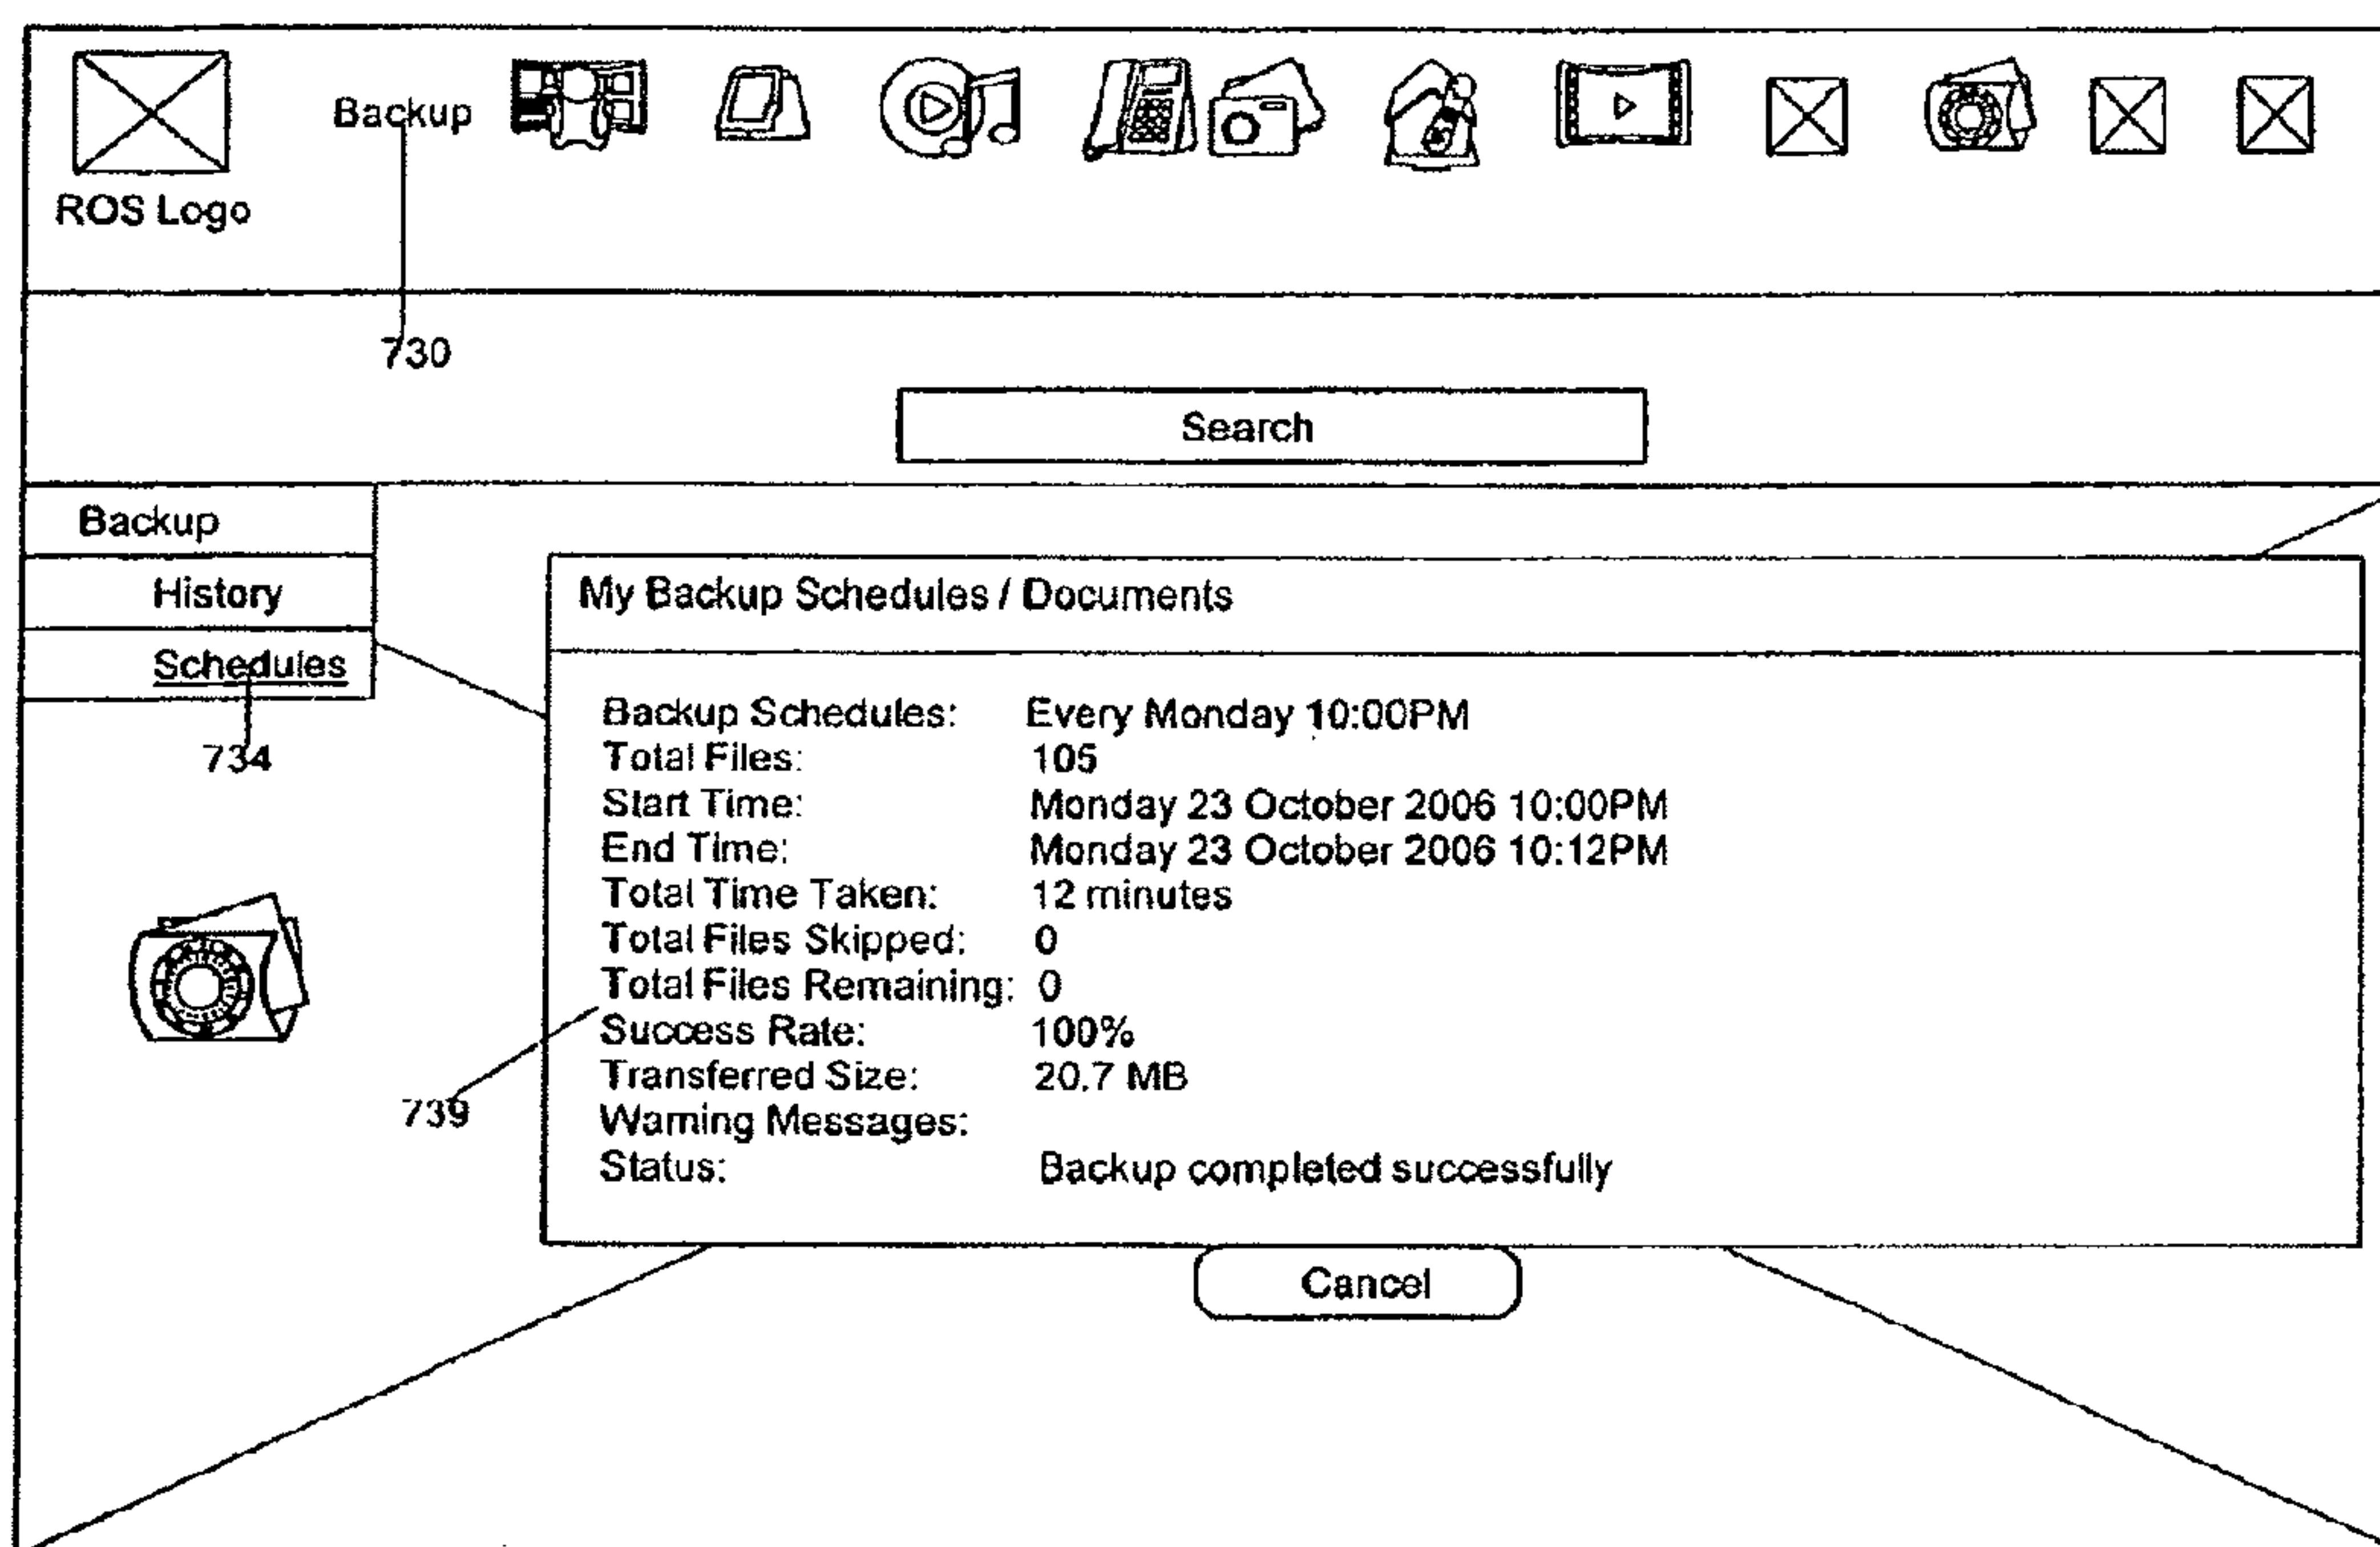 Backup
ROS Logo
730
Search
Backup
History
Schedules
734
My Backup Schedules / Documents
Backup Schedules: Every Monday 10:00PM
Total Files: 105
Start Time: Monday 23 October 2006 10:00PM
End Time: Monday 23 October 2006 10:12PM
Total Time Taken: 12 minutes
Total Files Skipped: 0
Total Files Remaining: 0
Success Rate: 100%
Transferred Size: 20.7 MB
739
Warning Messages:
Status: Backup completed successfully
Cancel